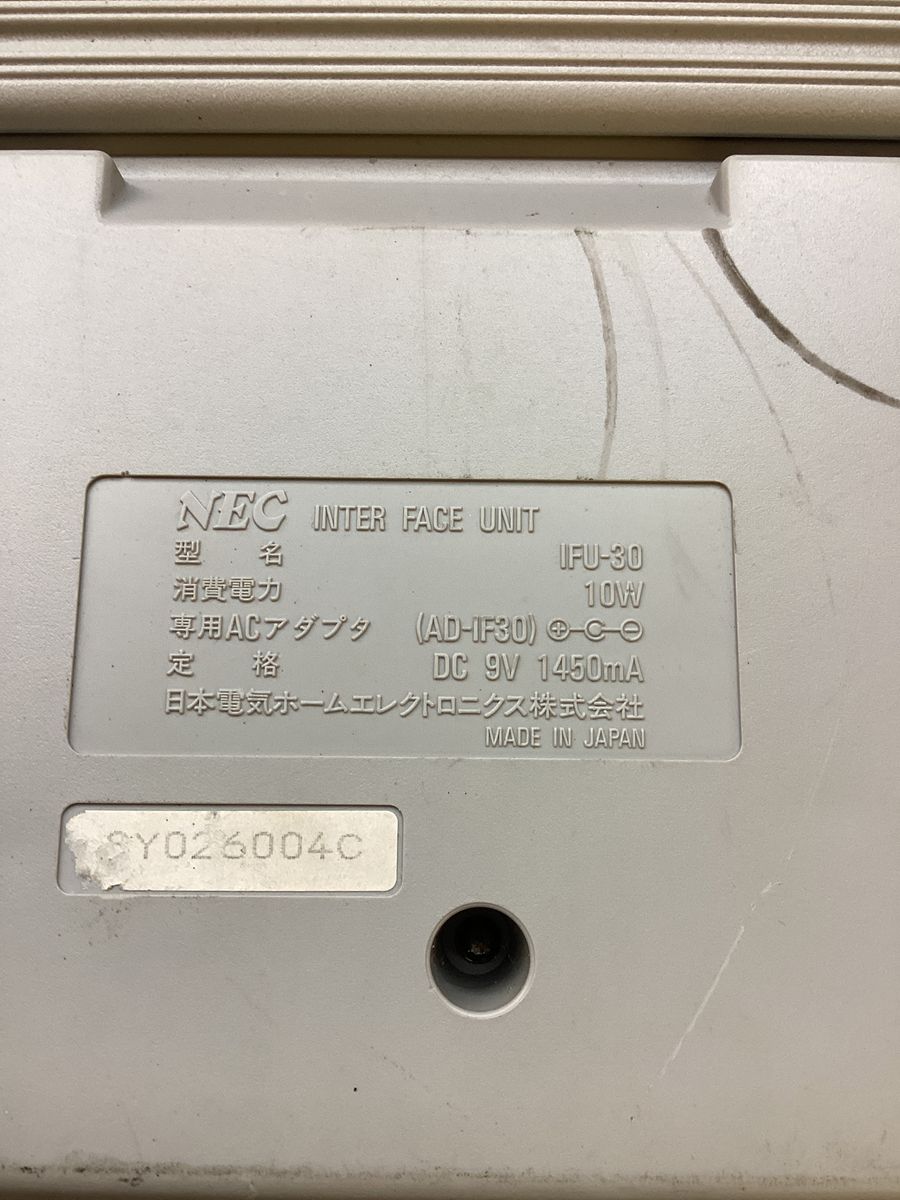 NEC INTER FACE UNIT
型名 IFU-30
消費電力 10W
専用ACアダプタ (AD-IF30) ⊕-C-⊖
定格 DC 9V 1450mA
日本電気ホームエレクトロニクス株式会社
MADE IN JAPAN
Y026004C